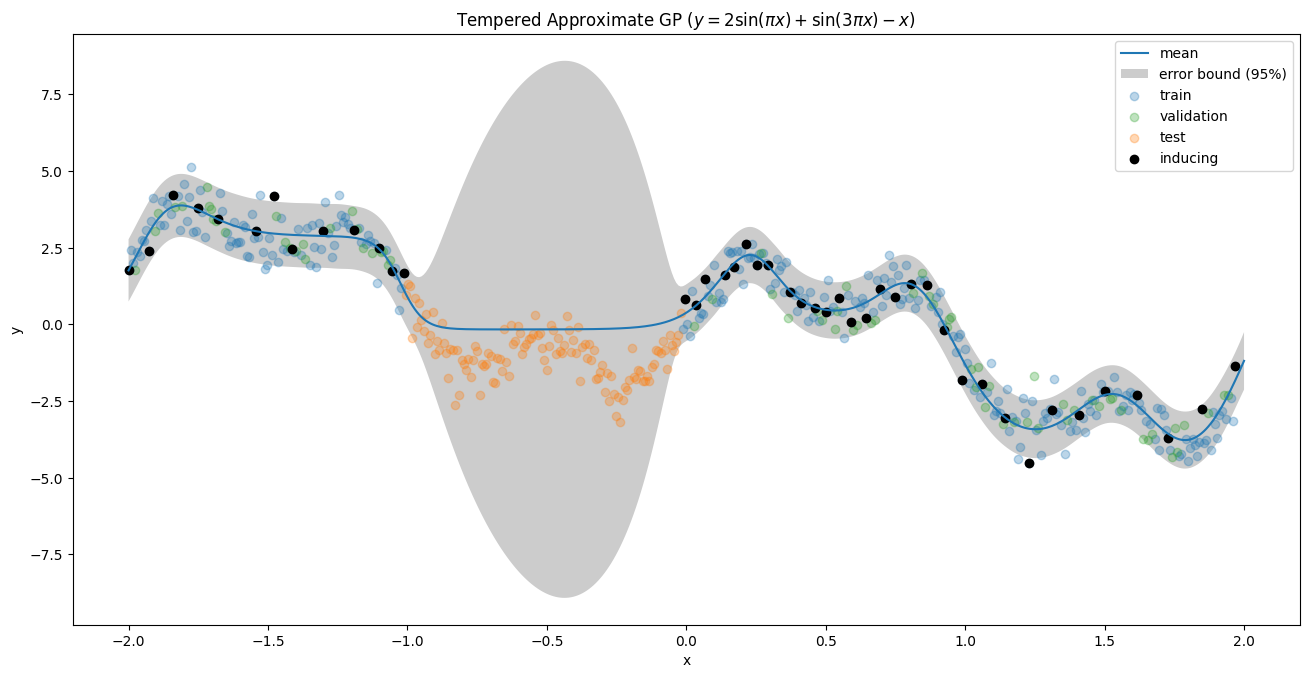 Tempered Approximate GP (y = 2sin(πx) + sin(3πx) − x)
mean
error bound (95%)
train
validation
test
inducing
7.5
5.0
2.5
0.0
−2.5
−5.0
−7.5
y
−2.0 −1.5 −1.0 −0.5 0.0 0.5 1.0 1.5 2.0
x